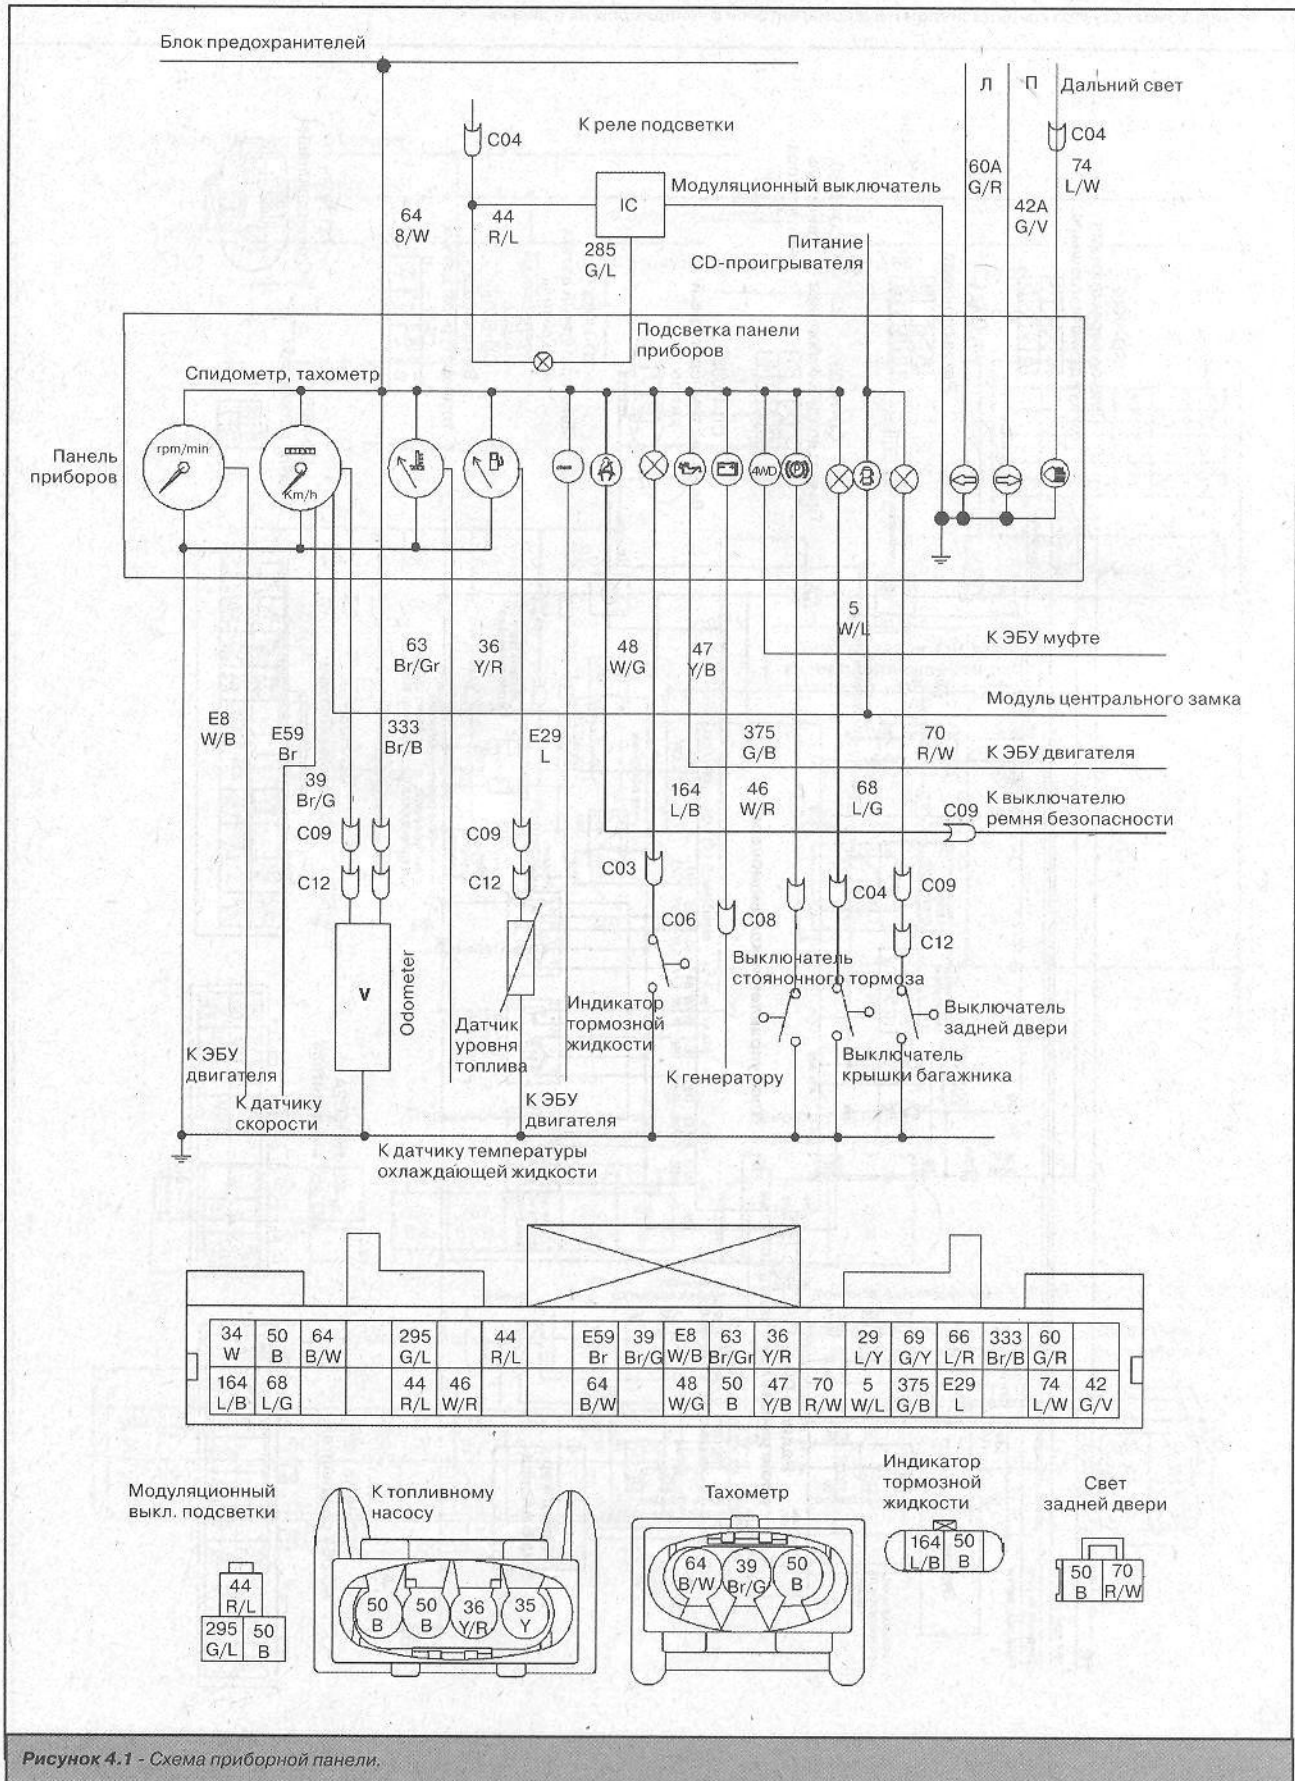 Блок предохранителей
Л
П
Дальний свет
К реле подсветки
C04
C04
60A
G/R
74
L/W
Модуляционный выключатель
IC
42A
G/V
64
8/W
44
R/L
285
G/L
Питание
CD-проигрывателя
Подсветка панели
приборов
Спидометр, тахометр
Панель
приборов
rpm/min
Km/h
4WD
5
W/L
К ЭБУ муфте
63
Br/Gr
36
Y/R
48
W/G
47
Y/B
Модуль центрального замка
E8
W/B
E59
Br
333
Br/B
E29
L
375
G/B
70
R/W
К ЭБУ двигателя
39
Br/G
164
L/B
46
W/R
68
L/G
К выключателю
ремня безопасности
C09
C09
C09
C03
C12
C12
C04
C09
C06
C08
C12
V
Odometer
Выключатель
стояночного тормоза
Индикатор
тормозной
жидкости
Датчик
уровня
топлива
Выключатель
задней двери
К ЭБУ
двигателя
К генератору
Выключатель
крышки багажника
К датчику
скорости
К ЭБУ
двигателя
К датчику температуры
охлаждающей жидкости
34 50 64 295 44 E59 39 E8 63 36 29 69 66 333 60
W B B/W G/L R/L Br Br/G W/B Br/Gr Y/R L/Y G/Y L/R Br/B G/R
164 68 44 46 64 48 50 47 70 5 375 E29 74 42
L/B L/G R/L W/R B/W W/G B Y/B R/W W/L G/B L L/W G/V
Модуляционный
выкл. подсветки
К топливному
насосу
Тахометр
Индикатор
тормозной
жидкости
Свет
задней двери
44
R/L
295 50
G/L B
50 50 36 35
B B Y/R Y
64 39 50
B/W Br/G B
164 50
L/B B
50 70
B R/W
Рисунок 4.1 - Схема приборной панели.